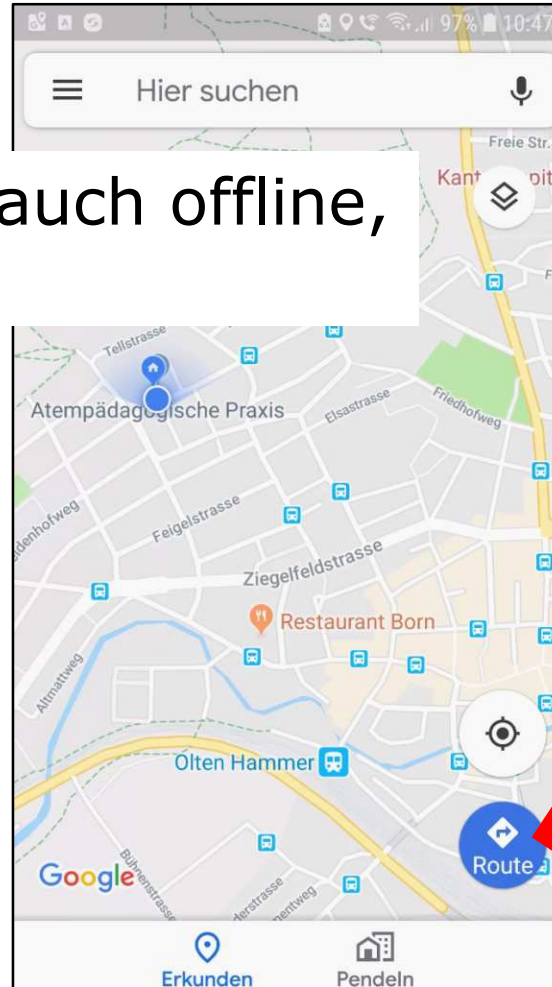 97% 10:47
Hier suchen
Freie Str.
auch offline,
Tellstrasse
Atempädagogische Praxis
Elsastrasse
Friedhofweg
Feigelstrasse
Ziegelfeldstrasse
Restaurant Born
Altmattweg
Olten Hammer
Route
Google
Bühnenstrasse
Erkunden
Pendeln